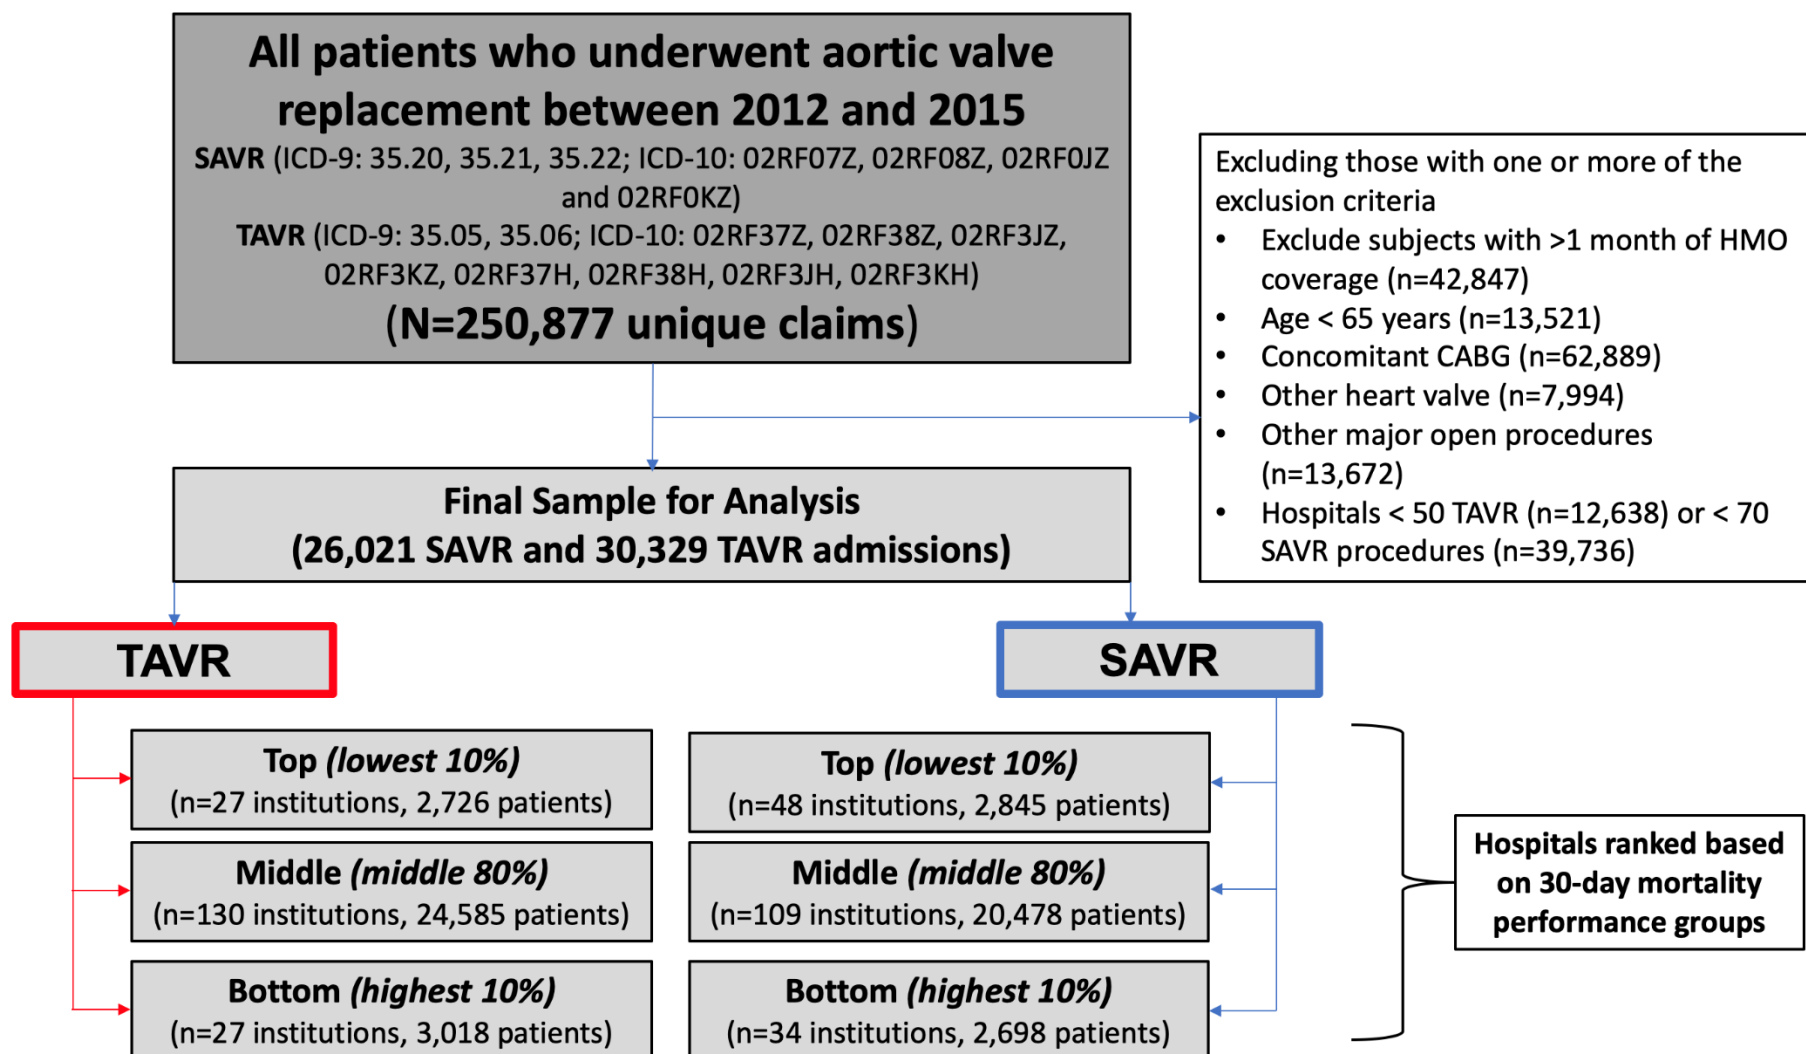 All patients who underwent aortic valve
replacement between 2012 and 2015
SAVR (ICD-9: 35.20, 35.21, 35.22; ICD-10: 02RF07Z, 02RF08Z, 02RF0JZ
and 02RF0KZ)
TAVR (ICD-9: 35.05, 35.06; ICD-10: 02RF37Z, 02RF38Z, 02RF3JZ,
02RF3KZ, 02RF37H, 02RF38H, 02RF3JH, 02RF3KH)
(N=250,877 unique claims)
Excluding those with one or more of the
exclusion criteria
• Exclude subjects with >1 month of HMO
coverage (n=42,847)
• Age < 65 years (n=13,521)
• Concomitant CABG (n=62,889)
• Other heart valve (n=7,994)
• Other major open procedures
(n=13,672)
• Hospitals < 50 TAVR (n=12,638) or < 70
SAVR procedures (n=39,736)
Final Sample for Analysis
(26,021 SAVR and 30,329 TAVR admissions)
TAVR
SAVR
Top (lowest 10%)
(n=27 institutions, 2,726 patients)
Middle (middle 80%)
(n=130 institutions, 24,585 patients)
Bottom (highest 10%)
(n=27 institutions, 3,018 patients)
Top (lowest 10%)
(n=48 institutions, 2,845 patients)
Middle (middle 80%)
(n=109 institutions, 20,478 patients)
Bottom (highest 10%)
(n=34 institutions, 2,698 patients)
Hospitals ranked based
on 30-day mortality
performance groups